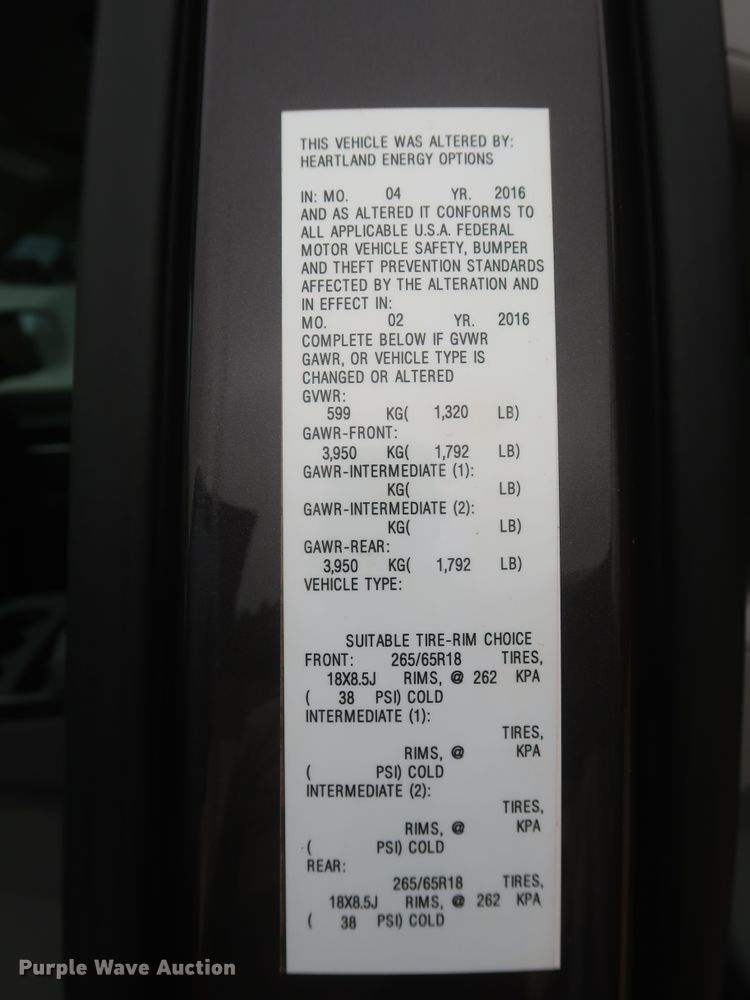 THIS VEHICLE WAS ALTERED BY:
HEARTLAND ENERGY OPTIONS
IN: MO. 04 YR. 2016
AND AS ALTERED IT CONFORMS TO
ALL APPLICABLE U.S.A. FEDERAL
MOTOR VEHICLE SAFETY, BUMPER
AND THEFT PREVENTION STANDARDS
AFFECTED BY THE ALTERATION AND
IN EFFECT IN:
MO. 02 YR. 2016
COMPLETE BELOW IF GVWR
GAWR, OR VEHICLE TYPE IS
CHANGED OR ALTERED
GVWR:
599 KG( 1,320 LB)
GAWR-FRONT:
3,950 KG( 1,792 LB)
GAWR-INTERMEDIATE (1):
KG( LB)
GAWR-INTERMEDIATE (2):
KG( LB)
GAWR-REAR:
3,950 KG( 1,792 LB)
VEHICLE TYPE:
SUITABLE TIRE-RIM CHOICE
FRONT: 265/65R18 TIRES,
18X8.5J RIMS, @ 262 KPA
( 38 PSI) COLD
INTERMEDIATE (1):
TIRES,
RIMS, @ KPA
( PSI) COLD
INTERMEDIATE (2):
TIRES,
RIMS, @ KPA
( PSI) COLD
REAR:
265/65R18 TIRES,
18X8.5J RIMS, @ 262 KPA
( 38 PSI) COLD
Purple Wave Auction